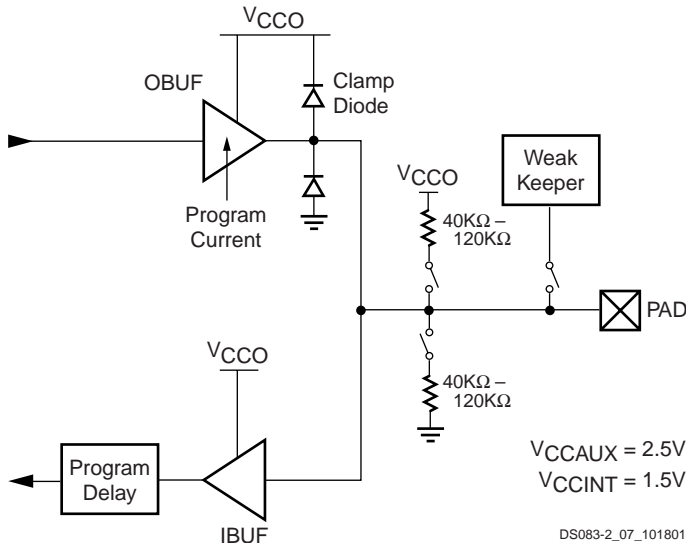 VCCO
OBUF
Clamp
Diode
Program
Current
VCCO
40KΩ –
120KΩ
Weak
Keeper
PAD
VCCO
40KΩ –
120KΩ
Program
Delay
IBUF
VCCAUX = 2.5V
VCCINT = 1.5V
DS083-2_07_101801